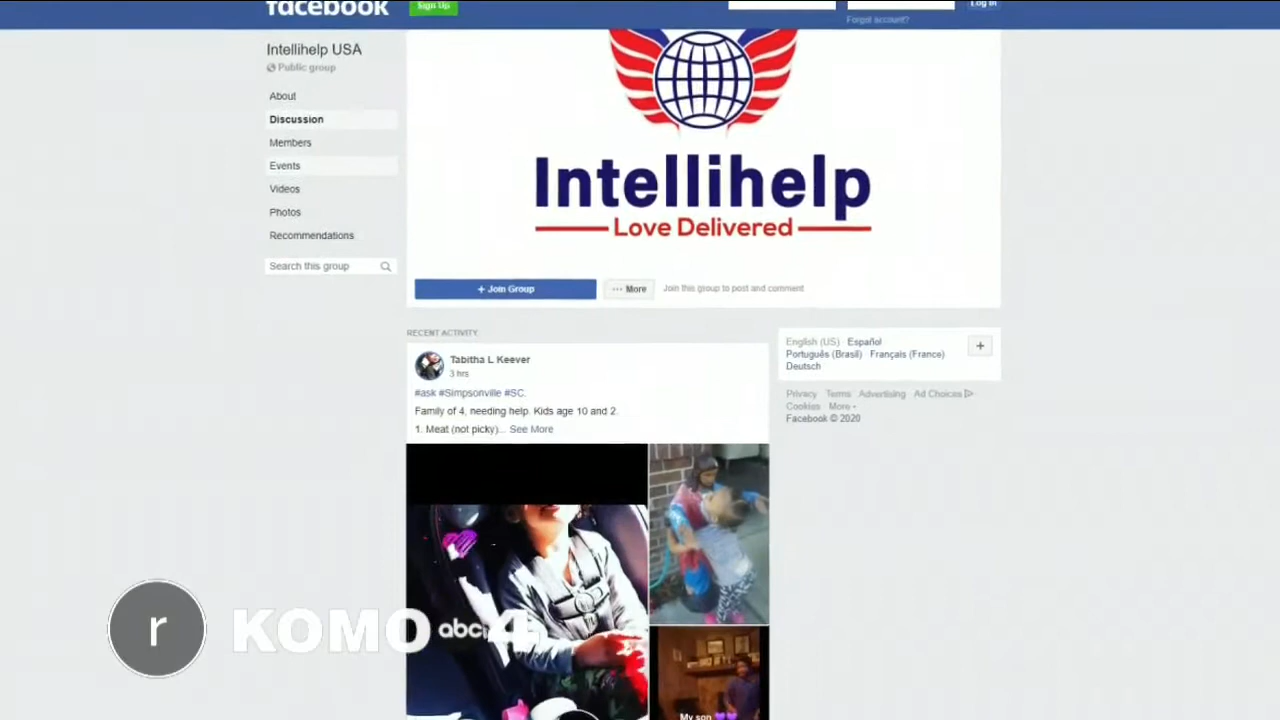 facebook
Sign Up
Log In
Forgot account?
Intellihelp USA
Public group
About
Discussion
Members
Events
Videos
Photos
Recommendations
Search this group
Intellihelp
Love Delivered
+ Join Group
··· More
Join this group to post and comment
RECENT ACTIVITY
Tabitha L Keever
3 hrs
#ask #Simpsonville #SC.
Family of 4, needing help. Kids age 10 and 2.
1. Meat (not picky)... See More
English (US) Español
Português (Brasil) Français (France)
Deutsch
+
Privacy Terms Advertising Ad Choices
Cookies More
Facebook © 2020
My son
r
KOMO abc 4